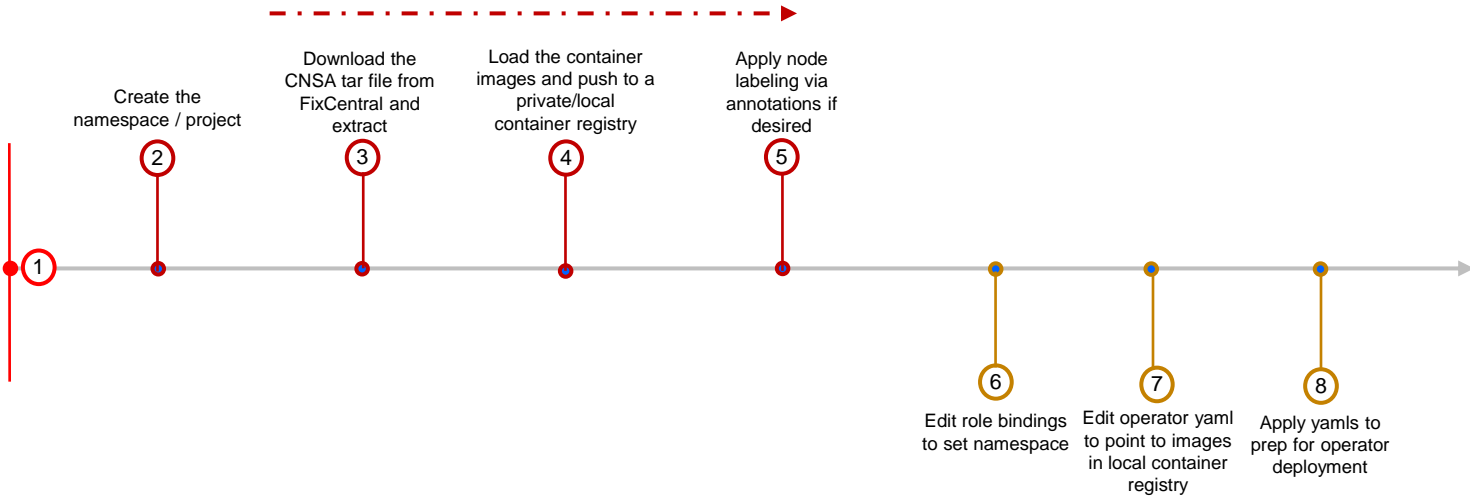 Create the
namespace / project
2
Download the
CNSA tar file from
FixCentral and
extract
3
Load the container
images and push to a
private/local
container registry
4
Apply node
labeling via
annotations if
desired
5
1
6
Edit role bindings
to set namespace
7
Edit operator yaml
to point to images
in local container
registry
8
Apply yamls to
prep for operator
deployment